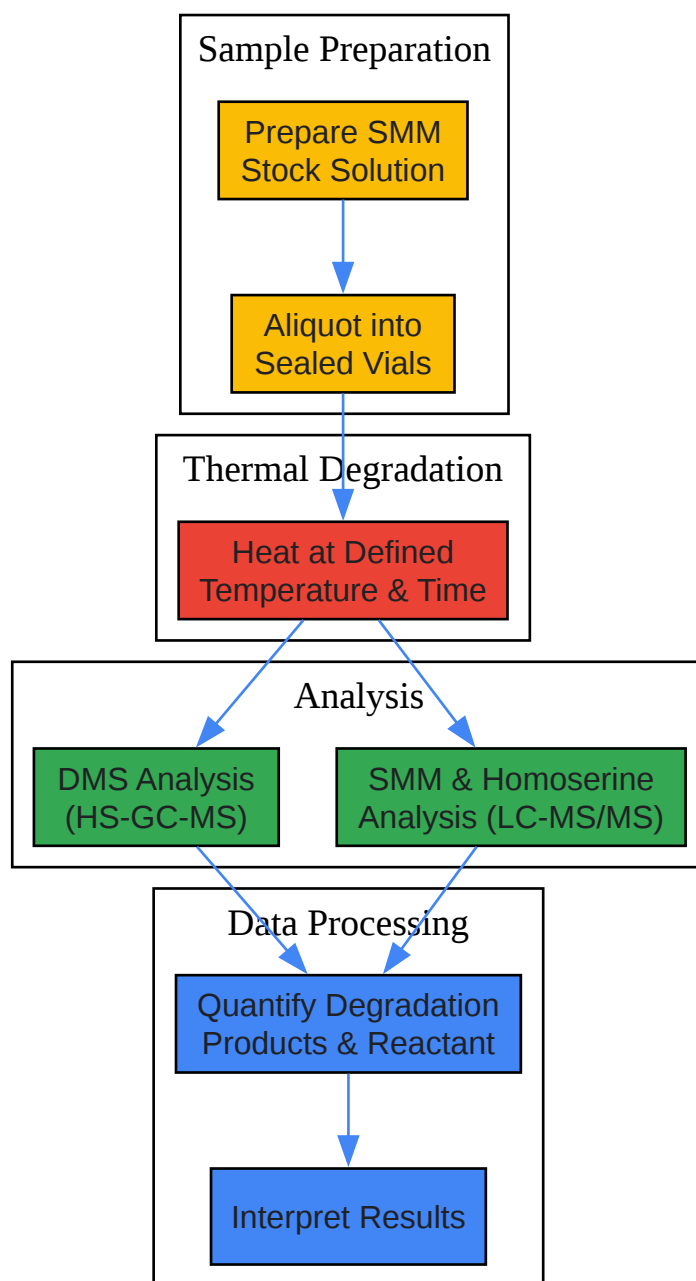 Sample Preparation
Prepare SMM
Stock Solution
Aliquot into
Sealed Vials
Thermal Degradation
Heat at Defined
Temperature & Time
Analysis
DMS Analysis
(HS-GC-MS)
SMM & Homoserine
Analysis (LC-MS/MS)
Data Processing
Quantify Degradation
Products & Reactant
Interpret Results